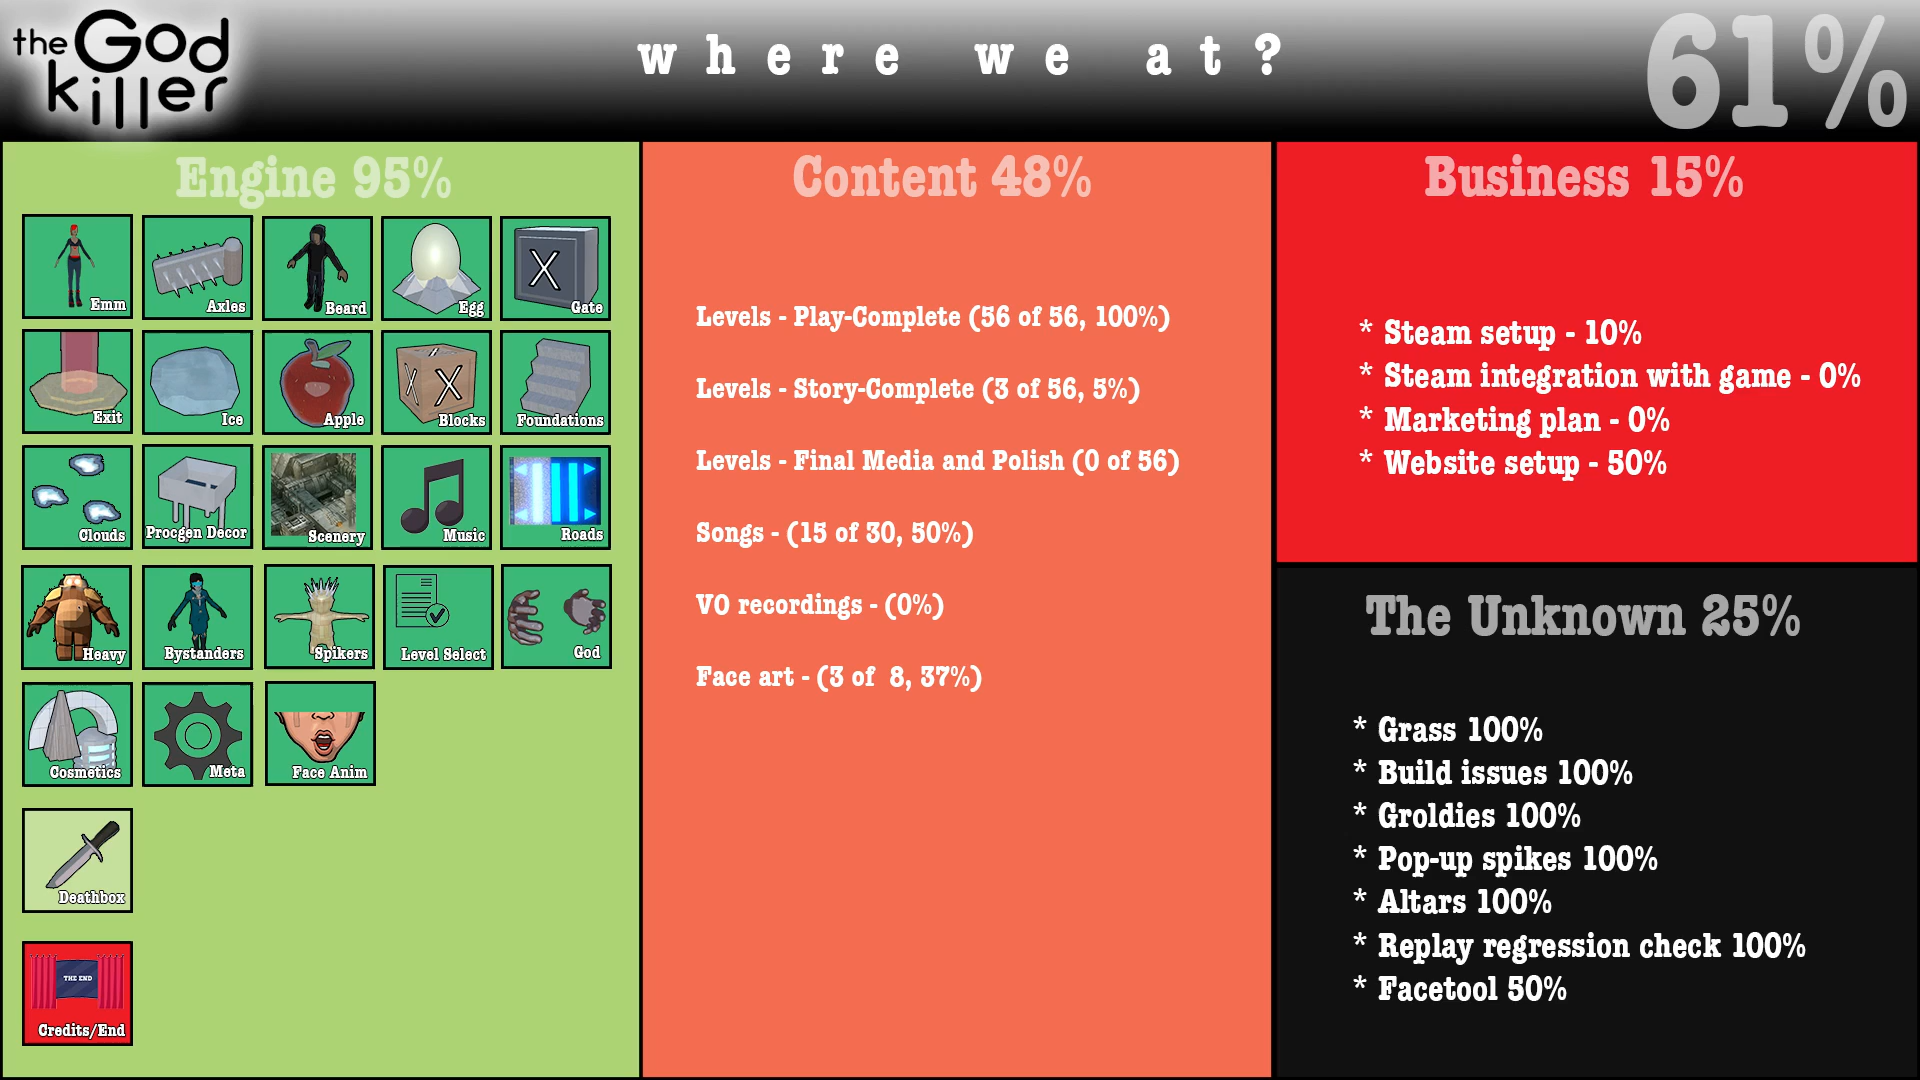 the God
killer
where we at?
61%
Engine 95%
Emm
Axles
Beard
Egg
X
Gate
Exit
Ice
Apple
X X
Blocks
Foundations
Clouds
Procgen Decor
Scenery
Music
Roads
Heavy
Bystanders
Spikers
Level Select
God
Cosmetics
Meta
Face Anim
Deathbox
THE END
Credits/End
Content 48%
Levels - Play-Complete (56 of 56, 100%)
Levels - Story-Complete (3 of 56, 5%)
Levels - Final Media and Polish (0 of 56)
Songs - (15 of 30, 50%)
VO recordings - (0%)
Face art - (3 of 8, 37%)
Business 15%
* Steam setup - 10%
* Steam integration with game - 0%
* Marketing plan - 0%
* Website setup - 50%
The Unknown 25%
* Grass 100%
* Build issues 100%
* Groldies 100%
* Pop-up spikes 100%
* Altars 100%
* Replay regression check 100%
* Facetool 50%